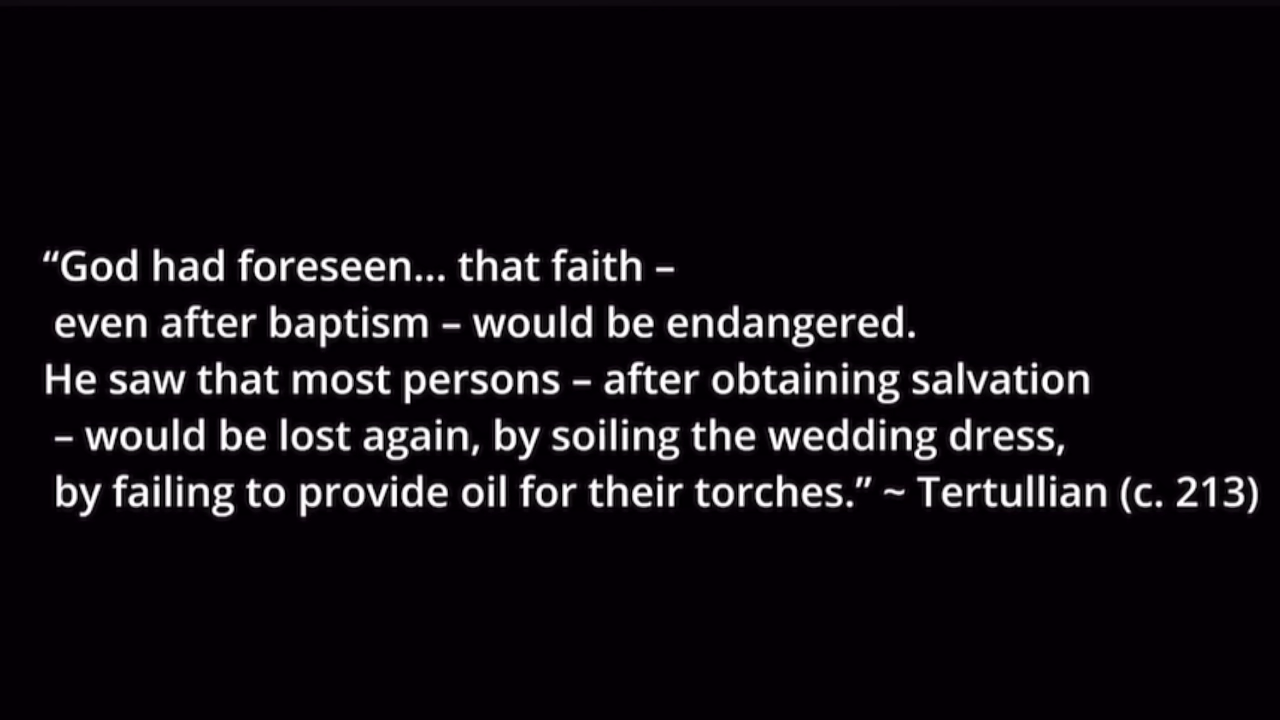 “God had foreseen... that faith –
even after baptism – would be endangered.
He saw that most persons – after obtaining salvation
– would be lost again, by soiling the wedding dress,
by failing to provide oil for their torches.” ~ Tertullian (c. 213)